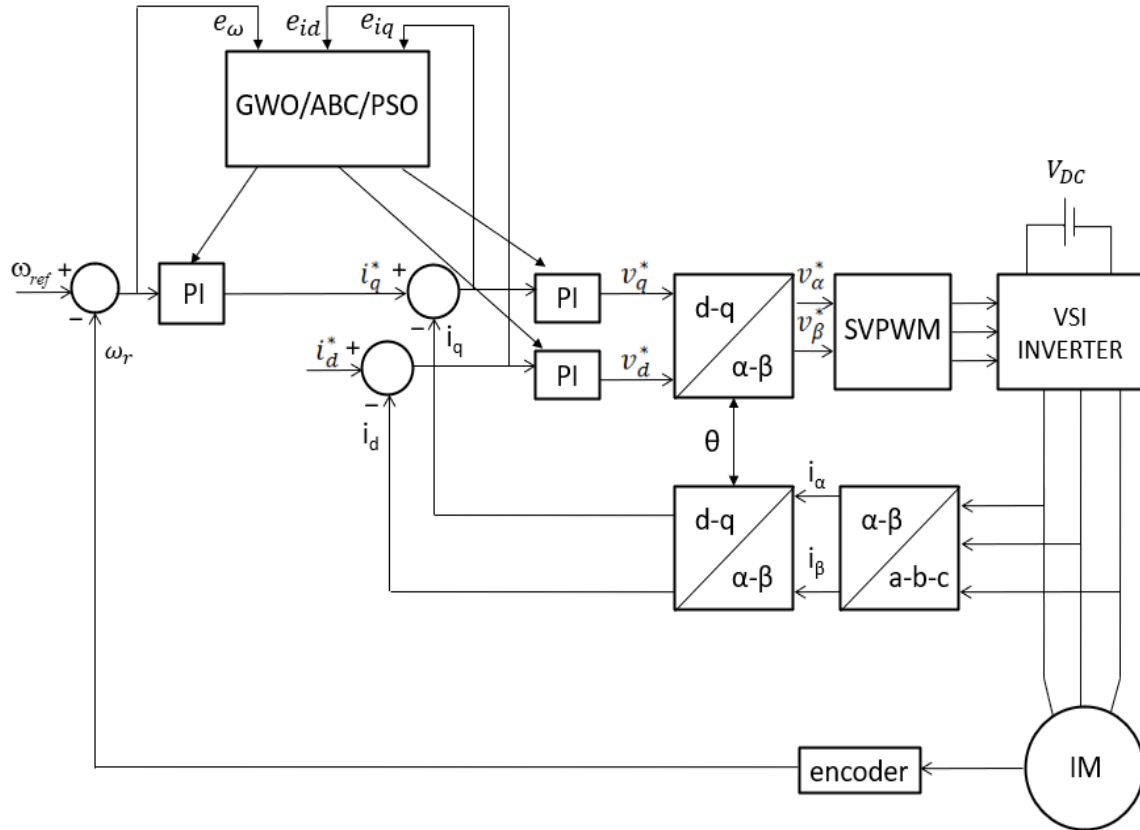 e_ω e_id e_iq
GWO/ABC/PSO
V_DC
ω_ref + −
ω_r
PI
i_q^* + −
i_q
i_d^* + −
i_d
PI
v_q^*
PI
v_d^*
d-q
α-β
v_α^*
v_β^*
SVPWM
VSI
INVERTER
θ
d-q
α-β
i_α
i_β
α-β
a-b-c
encoder
IM